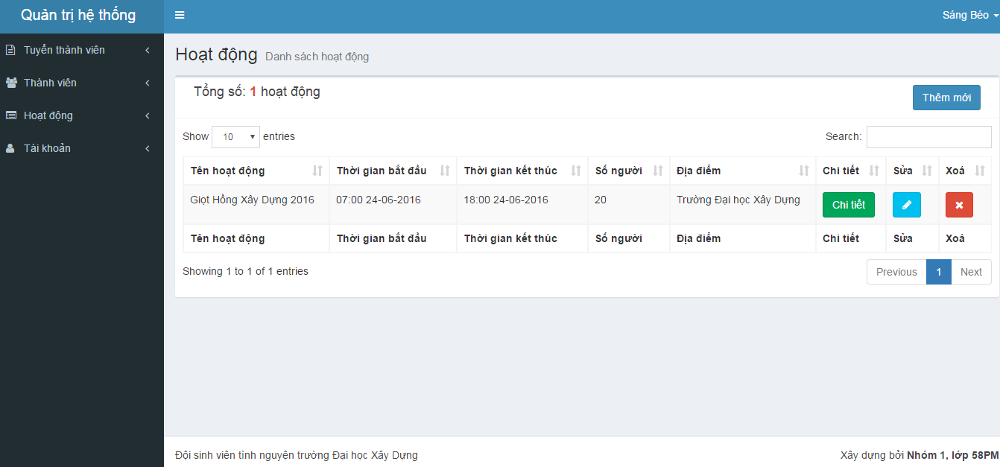 Quản trị hệ thống
Sáng Béo
Tuyển thành viên
Thành viên
Hoạt động
Tài khoản
Hoạt động Danh sách hoạt động
Tổng số: 1 hoạt động
Thêm mới
Show 10 entries Search:
Tên hoạt động Thời gian bắt đầu Thời gian kết thúc Số người Địa điểm Chi tiết Sửa Xoá
Giọt Hồng Xây Dựng 2016 07:00 24-06-2016 18:00 24-06-2016 20 Trường Đại học Xây Dựng Chi tiết
Tên hoạt động Thời gian bắt đầu Thời gian kết thúc Số người Địa điểm Chi tiết Sửa Xoá
Showing 1 to 1 of 1 entries Previous 1 Next
Đội sinh viên tình nguyện trường Đại học Xây Dựng Xây dựng bởi Nhóm 1, lớp 58PM